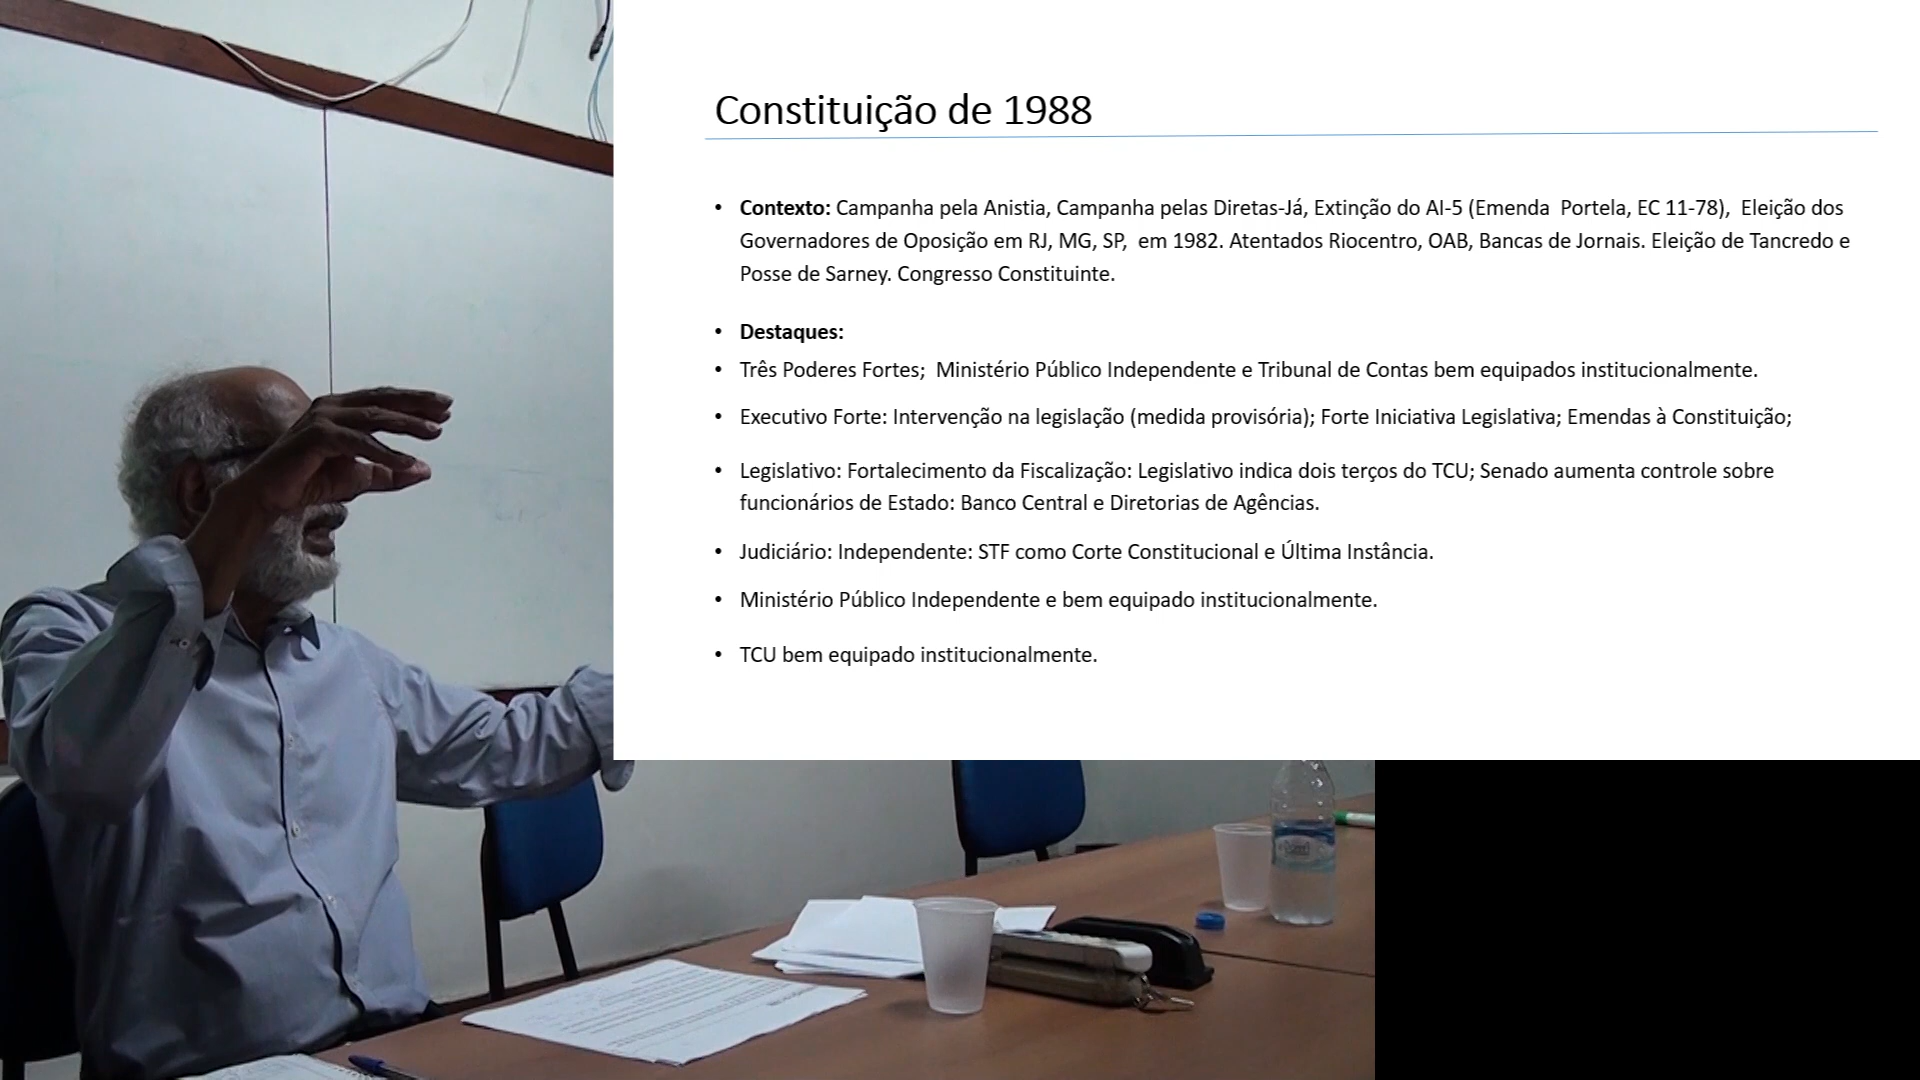 Constituição de 1988
• Contexto: Campanha pela Anistia, Campanha pelas Diretas-Já, Extinção do AI-5 (Emenda  Portela, EC 11-78),  Eleição dos
Governadores de Oposição em RJ, MG, SP,  em 1982. Atentados Riocentro, OAB, Bancas de Jornais. Eleição de Tancredo e
Posse de Sarney. Congresso Constituinte.
• Destaques:
• Três Poderes Fortes;  Ministério Público Independente e Tribunal de Contas bem equipados institucionalmente.
• Executivo Forte: Intervenção na legislação (medida provisória); Forte Iniciativa Legislativa; Emendas à Constituição;
• Legislativo: Fortalecimento da Fiscalização: Legislativo indica dois terços do TCU; Senado aumenta controle sobre
funcionários de Estado: Banco Central e Diretorias de Agências.
• Judiciário: Independente: STF como Corte Constitucional e Última Instância.
• Ministério Público Independente e bem equipado institucionalmente.
• TCU bem equipado institucionalmente.